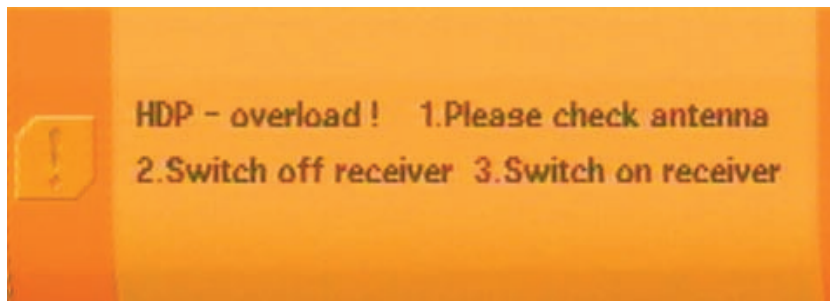 HDP - overload! 1.Please check antenna
2.Switch off receiver 3.Switch on receiver